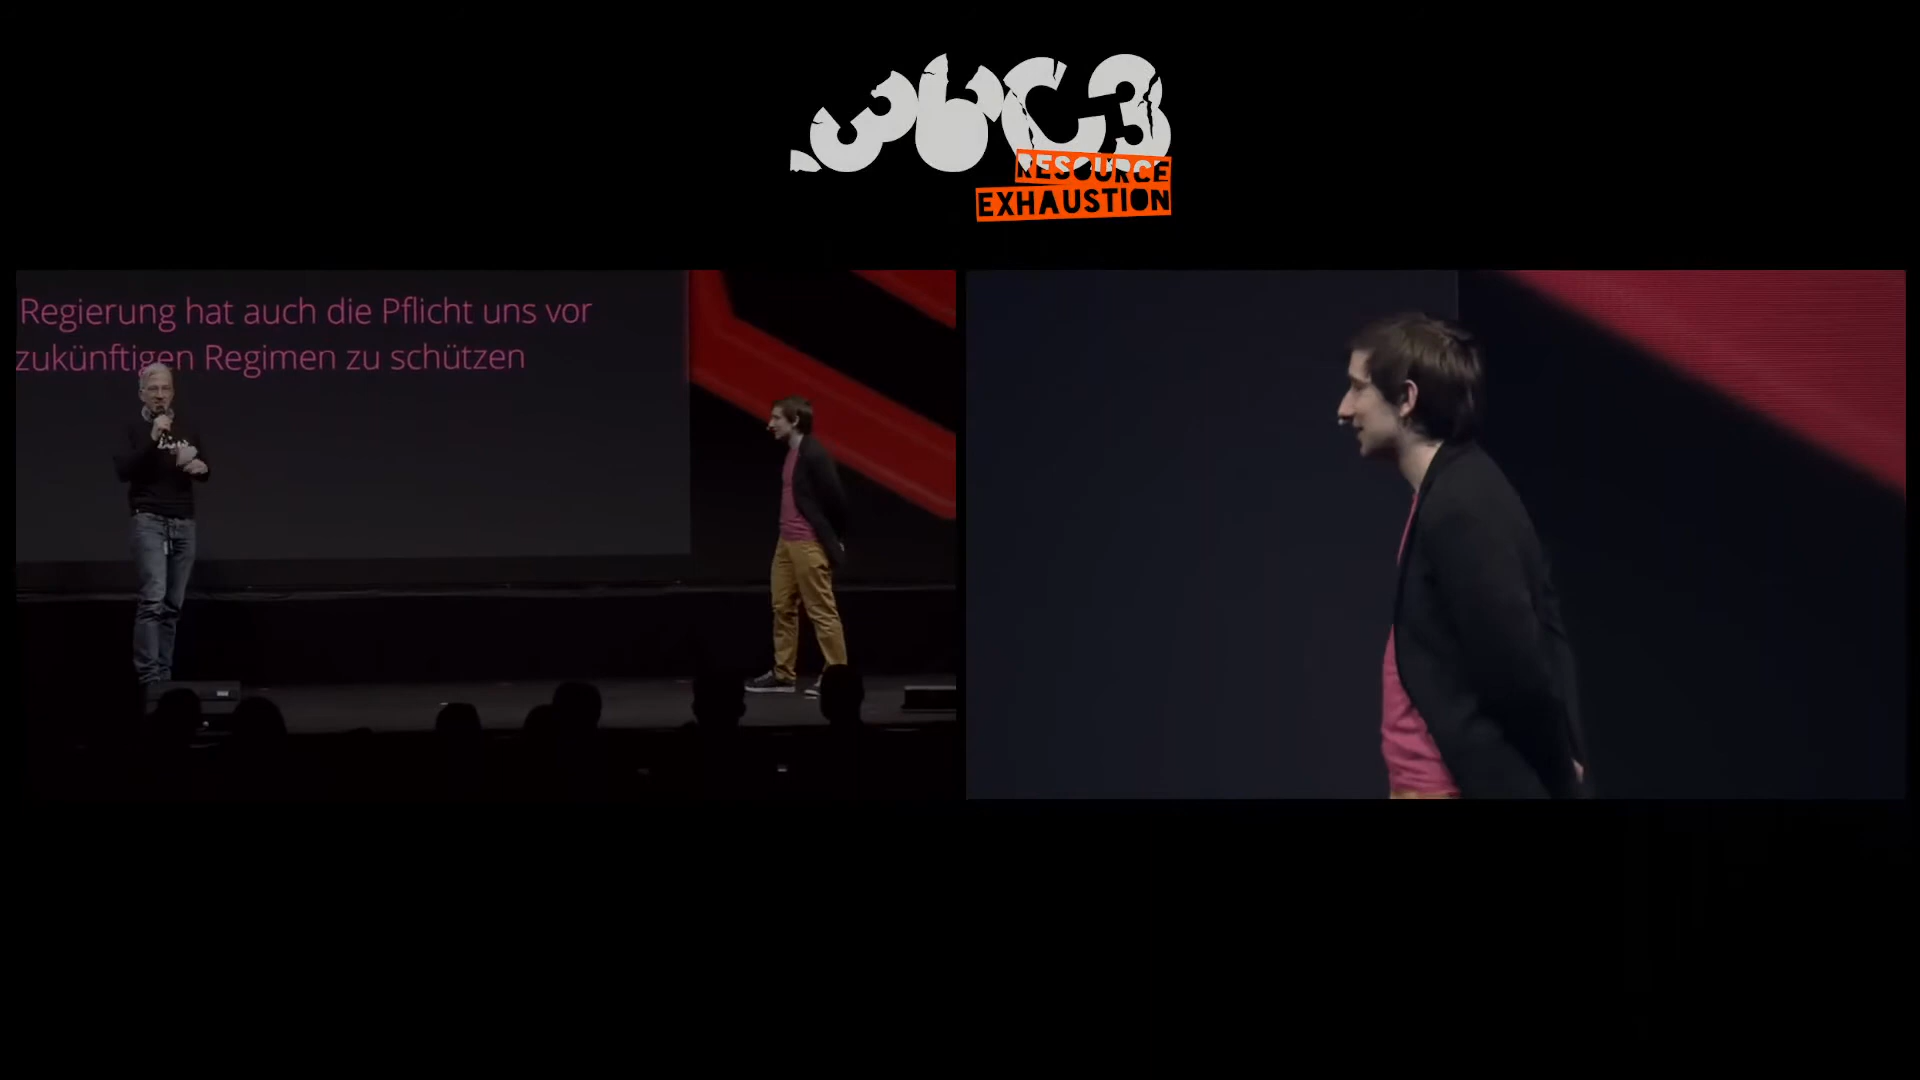 36C3
RESOURCE
EXHAUSTION
Regierung hat auch die Pflicht uns vor
zukünftigen Regimen zu schützen